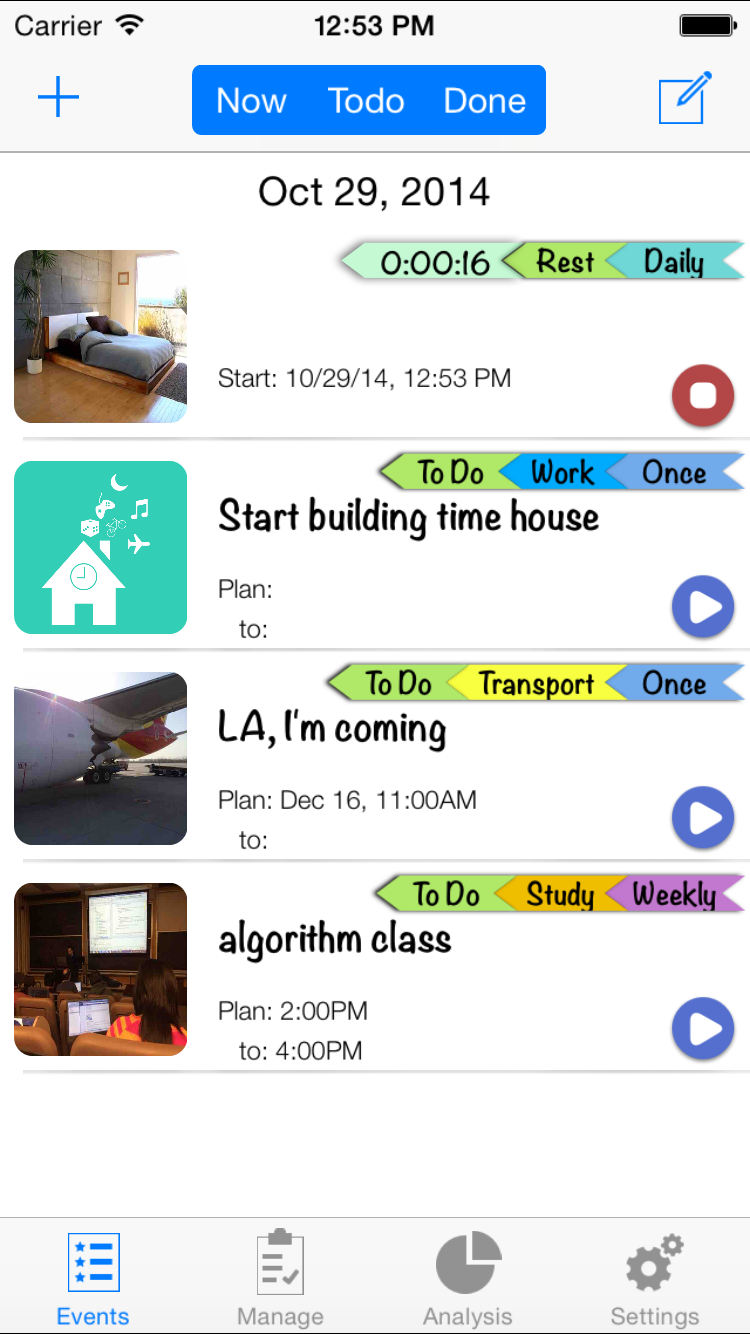 Carrier 12:53 PM
Now Todo Done
Oct 29, 2014
0:00:16 Rest Daily
Start: 10/29/14, 12:53 PM
To Do Work Once
Start building time house
Plan:
to:
To Do Transport Once
LA, I'm coming
Plan: Dec 16, 11:00AM
to:
To Do Study Weekly
algorithm class
Plan: 2:00PM
to: 4:00PM
Events Manage Analysis Settings